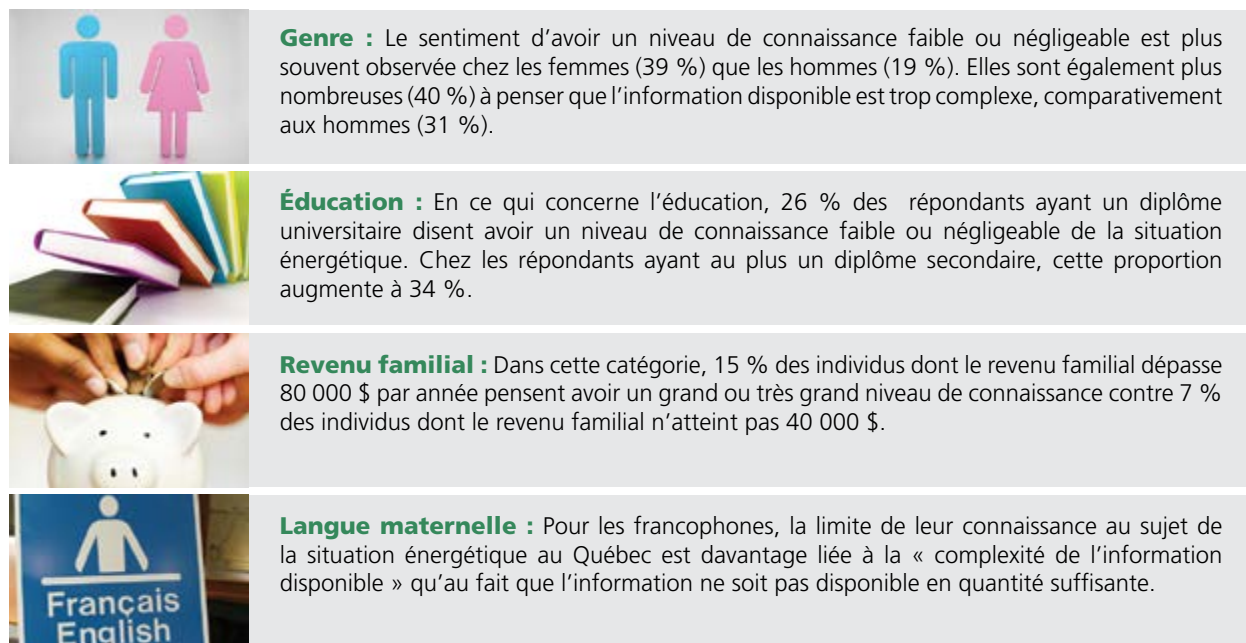 Genre : Le sentiment d'avoir un niveau de connaissance faible ou négligeable est plus
souvent observée chez les femmes (39 %) que les hommes (19 %). Elles sont également plus
nombreuses (40 %) à penser que l'information disponible est trop complexe, comparativement
aux hommes (31 %).
Éducation : En ce qui concerne l'éducation, 26 % des répondants ayant un diplôme
universitaire disent avoir un niveau de connaissance faible ou négligeable de la situation
énergétique. Chez les répondants ayant au plus un diplôme secondaire, cette proportion
augmente à 34 %.
Revenu familial : Dans cette catégorie, 15 % des individus dont le revenu familial dépasse
80 000 $ par année pensent avoir un grand ou très grand niveau de connaissance contre 7 %
des individus dont le revenu familial n'atteint pas 40 000 $.
Langue maternelle : Pour les francophones, la limite de leur connaissance au sujet de
la situation énergétique au Québec est davantage liée à la « complexité de l'information
disponible » qu'au fait que l'information ne soit pas disponible en quantité suffisante.
Français
English